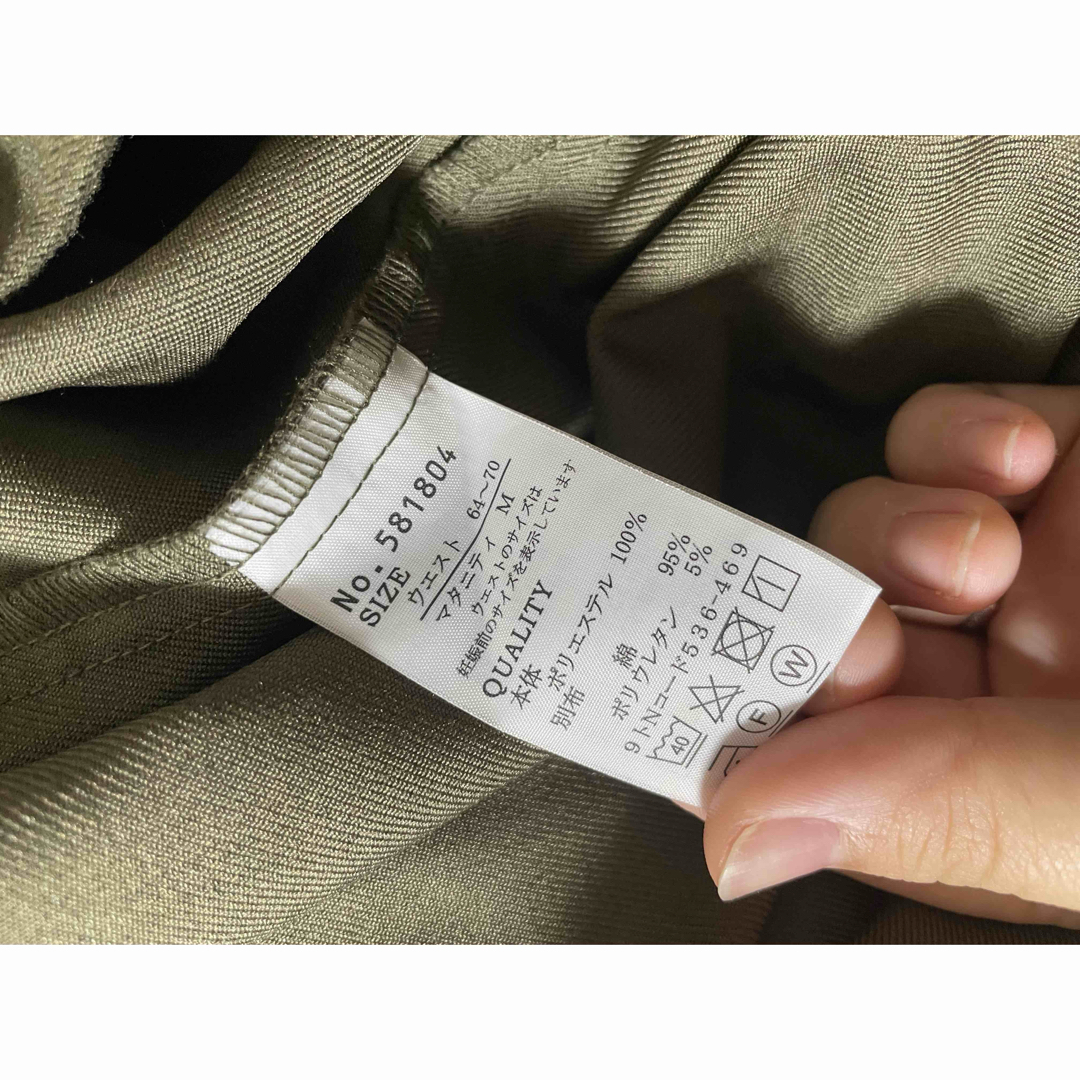 No. 581804
SIZE
ウエスト 64～70
マタニティ M
ウエストのサイズは
妊娠前のサイズを表示しています
QUALITY
本体 ポリエステル 100%
別布 綿 95%
ポリウレタン 5%
9トNコード536-469
40
F
W